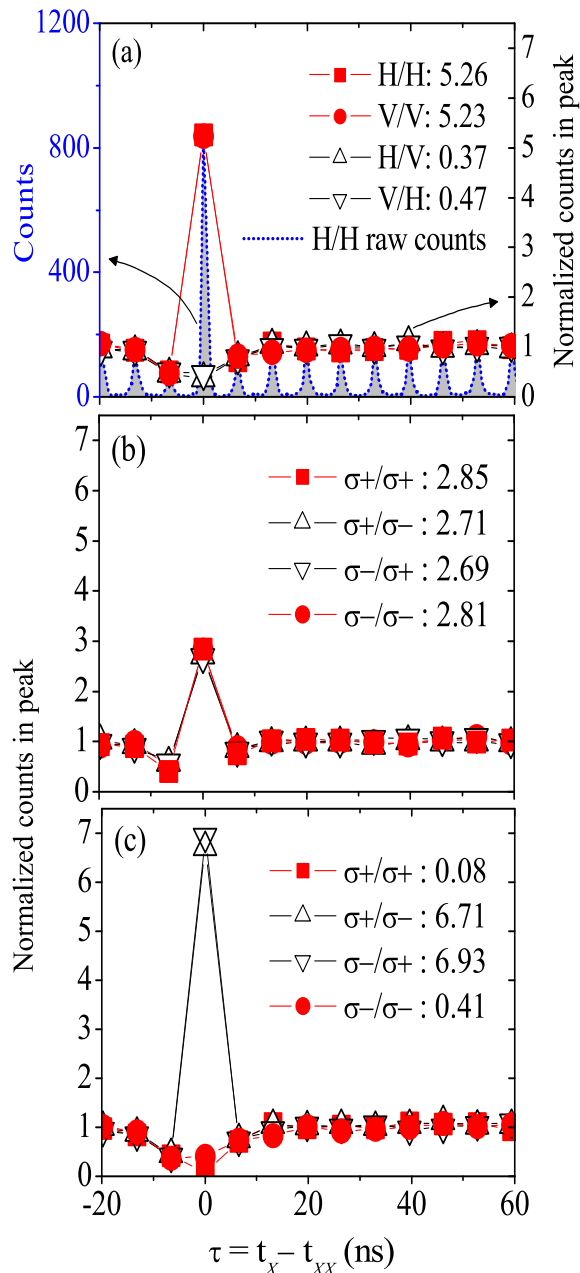 1200
800
400
0
Counts
(a)
H/H: 5.26
V/V: 5.23
H/V: 0.37
V/H: 0.47
H/H raw counts
7
6
5
4
3
2
1
0
Normalized counts in peak
(b)
σ+/σ+ : 2.85
σ+/σ− : 2.71
σ−/σ+ : 2.69
σ−/σ− : 2.81
7
6
5
4
3
2
1
0
Normalized counts in peak
(c)
σ+/σ+ : 0.08
σ+/σ− : 6.71
σ−/σ+ : 6.93
σ−/σ− : 0.41
7
6
5
4
3
2
1
0
-20 0 20 40 60
τ = t_X − t_XX (ns)